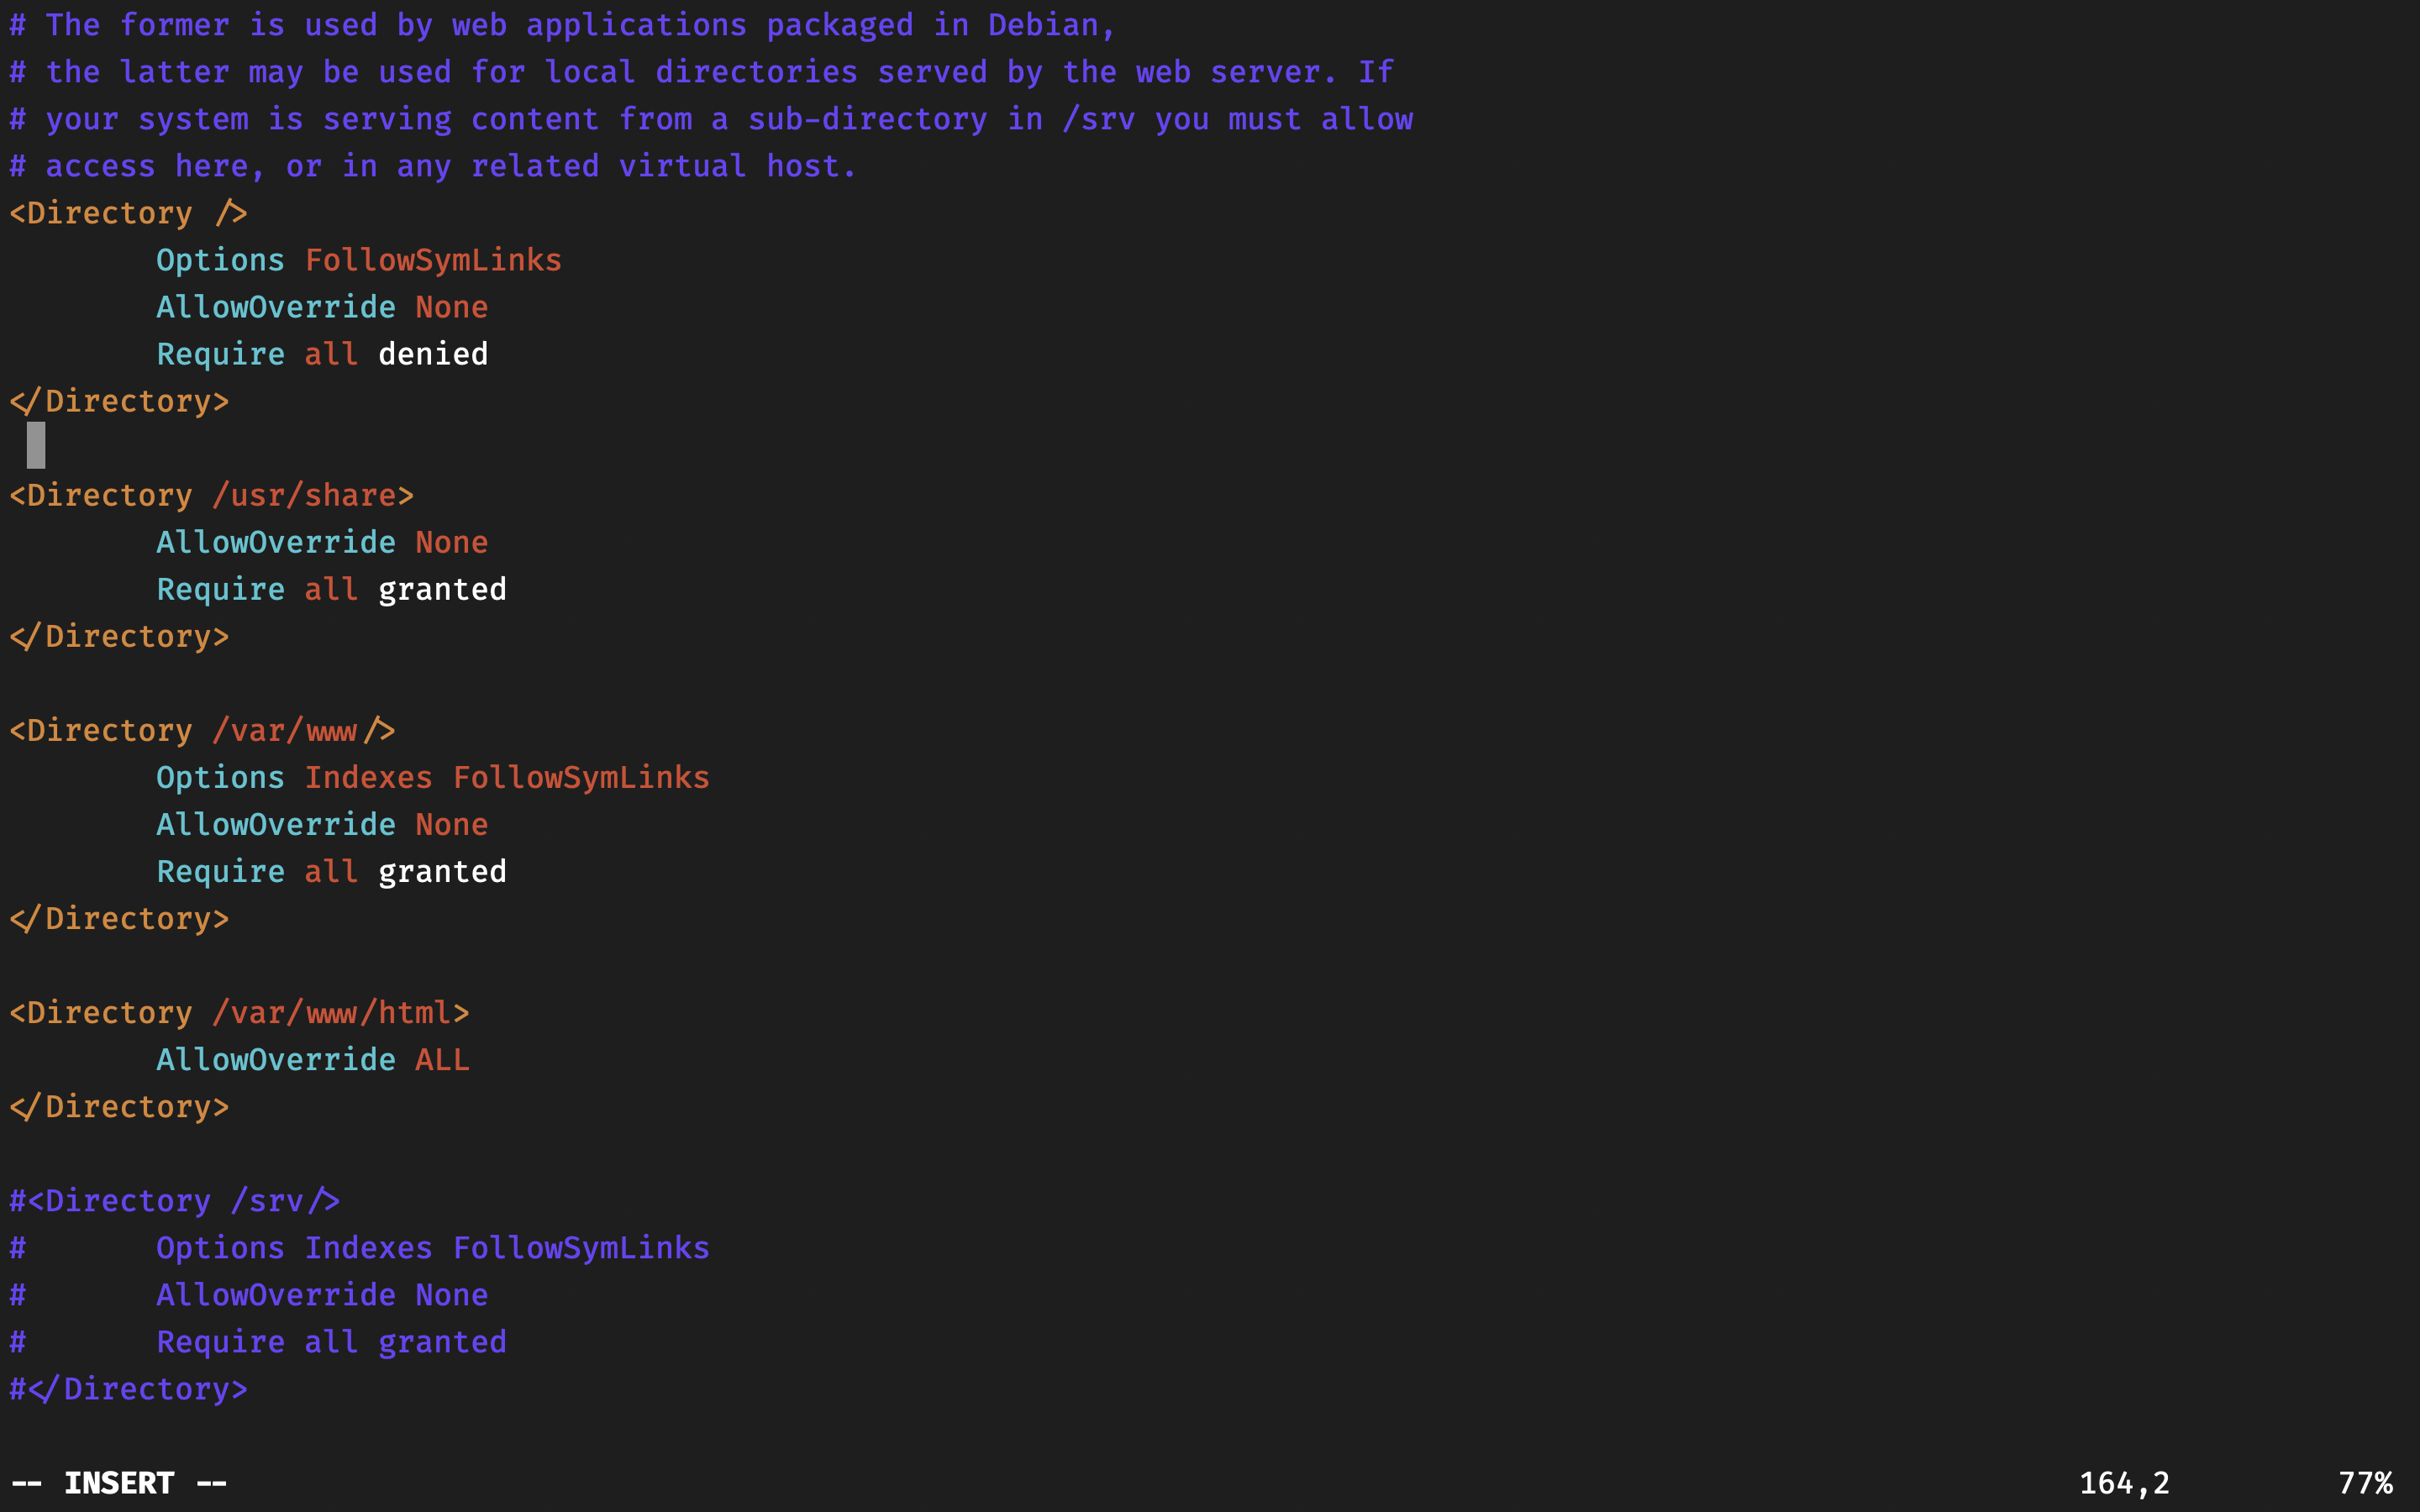 # The former is used by web applications packaged in Debian,
# the latter may be used for local directories served by the web server. If
# your system is serving content from a sub-directory in /srv you must allow
# access here, or in any related virtual host.
<Directory />
        Options FollowSymLinks
        AllowOverride None
        Require all denied
</Directory>

<Directory /usr/share>
        AllowOverride None
        Require all granted
</Directory>

<Directory /var/www/>
        Options Indexes FollowSymLinks
        AllowOverride None
        Require all granted
</Directory>

<Directory /var/www/html>
        AllowOverride ALL
</Directory>

#<Directory /srv/>
#       Options Indexes FollowSymLinks
#       AllowOverride None
#       Require all granted
#</Directory>

-- INSERT -- 164,2 77%